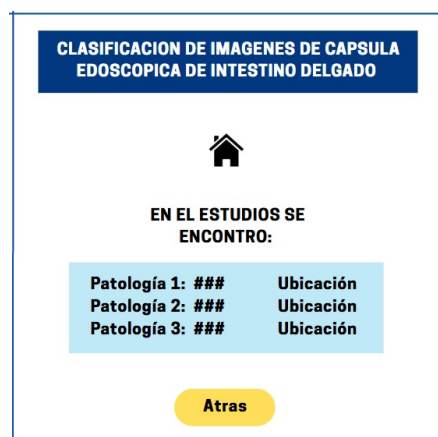 CLASIFICACION DE IMAGENES DE CAPSULA
EDOSCOPICA DE INTESTINO DELGADO
EN EL ESTUDIOS SE
ENCONTRO:
Patología 1: ### Ubicación
Patología 2: ### Ubicación
Patología 3: ### Ubicación
Atras